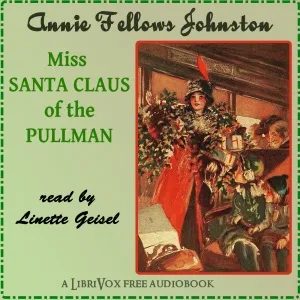 Annie Fellows Johnston
Miss
SANTA CLAUS
of the
PULLMAN
read by
Linette Geisel
A LIBRIVOX FREE AUDIOBOOK